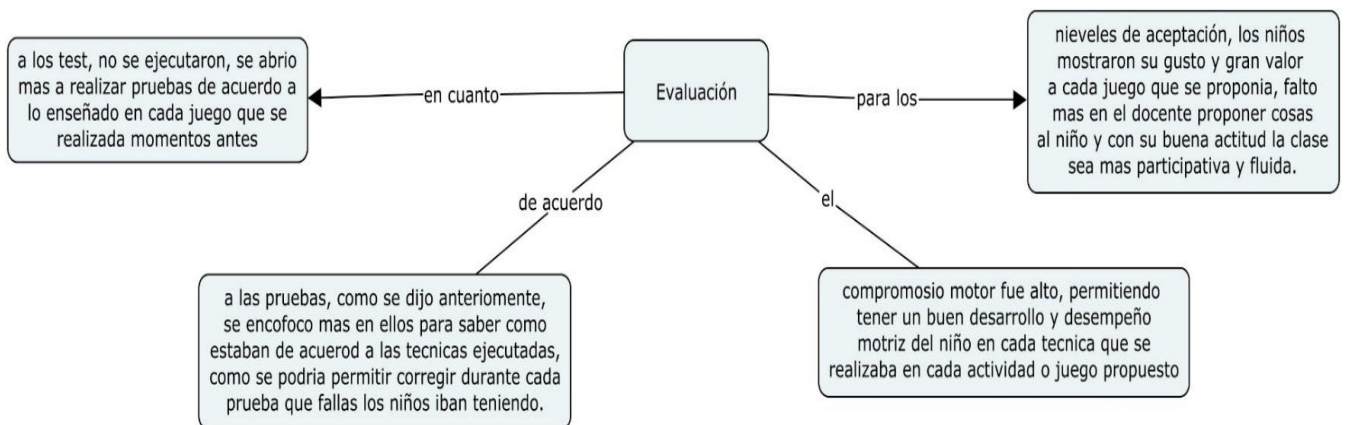 Evaluación
en cuanto
a los test, no se ejecutaron, se abrio
mas a realizar pruebas de acuerdo a
lo enseñado en cada juego que se
realizada momentos antes
para los
nieveles de aceptación, los niños
mostraron su gusto y gran valor
a cada juego que se proponia, falto
mas en el docente proponer cosas
al niño y con su buena actitud la clase
sea mas participativa y fluida.
de acuerdo
a las pruebas, como se dijo anteriomente,
se encofoco mas en ellos para saber como
estaban de acuerod a las tecnicas ejecutadas,
como se podria permitir corregir durante cada
prueba que fallas los niños iban teniendo.
el
compromosio motor fue alto, permitiendo
tener un buen desarrollo y desempeño
motriz del niño en cada tecnica que se
realizaba en cada actividad o juego propuesto